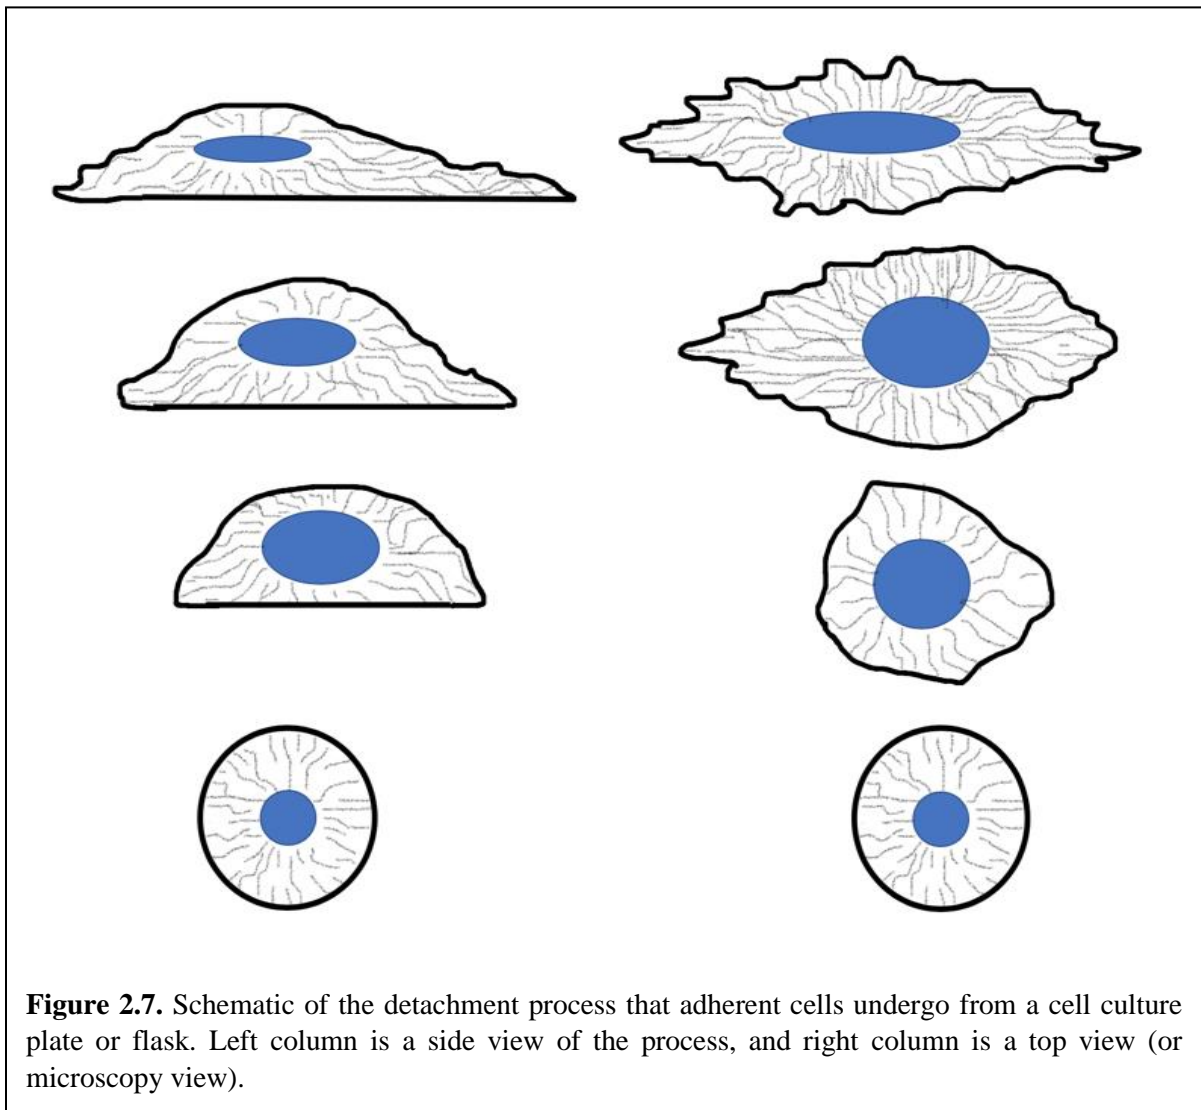 Figure 2.7. Schematic of the detachment process that adherent cells undergo from a cell culture
plate or flask. Left column is a side view of the process, and right column is a top view (or
microscopy view).